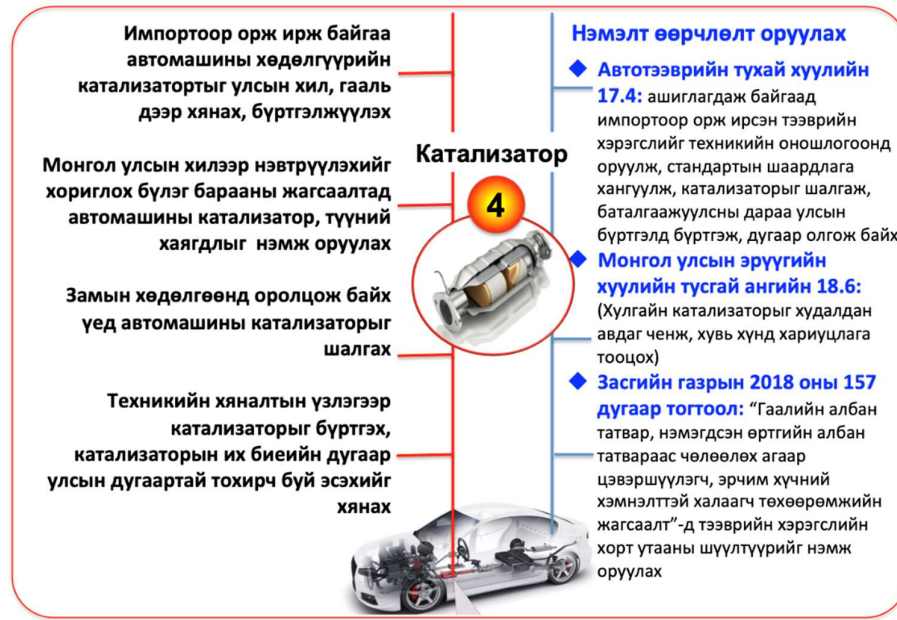 Импортоор орж ирж байгаа
автомашины хөдөлгүүрийн
катализатортыг улсын хил, гааль
дээр хянах, бүртгэлжүүлэх
Монгол улсын хилээр нэвтрүүлэхийг
хориглох бүлэг барааны жагсаалтад
автомашины катализатор, түүний
хаягдлыг нэмж оруулах
Замын хөдөлгөөнд оролцож байх
үед автомашины катализаторыг
шалгах
Техникийн хяналтын үзлэгээр
катализаторыг бүртгэх,
катализаторын их биеийн дугаар
улсын дугаартай тохирч буй эсэхийг
хянах
Катализатор
4
Нэмэлт өөрчлөлт оруулах
◆ Автотээврийн тухай хуулийн
17.4: ашиглагдаж байгаад
импортоор орж ирсэн тээврийн
хэрэгслийг техникийн оношлогоонд
оруулж, стандартын шаардлага
хангуулж, катализаторыг шалгаж,
баталгаажуулсны дараа улсын
бүртгэлд бүртгэж, дугаар олгож байх
◆ Монгол улсын эрүүгийн
хуулийн тусгай ангийн 18.6:
(Хулгайн катализаторыг худалдан
авдаг ченж, хувь хүнд хариуцлага
тооцох)
◆ Засгийн газрын 2018 оны 157
дугаар тогтоол: “Гаалийн албан
татвар, нэмэгдсэн өртгийн албан
татвараас чөлөөлөх агаар
цэвэршүүлэгч, эрчим хүчний
хэмнэлттэй халаагч төхөөрөмжийн
жагсаалт”-д тээврийн хэрэгслийн
хорт утааны шүүлтүүрийг нэмж
оруулах